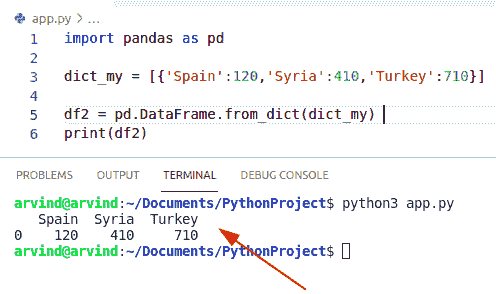 app.py > ...
1 import pandas as pd
2
3 dict_my = [{'Spain':120,'Syria':410,'Turkey':710}]
4
5 df2 = pd.DataFrame.from_dict(dict_my)
6 print(df2)
PROBLEMS OUTPUT TERMINAL DEBUG CONSOLE
arvind@arvind:~/Documents/PythonProject$ python3 app.py
Spain Syria Turkey
0 120 410 710
arvind@arvind:~/Documents/PythonProject$